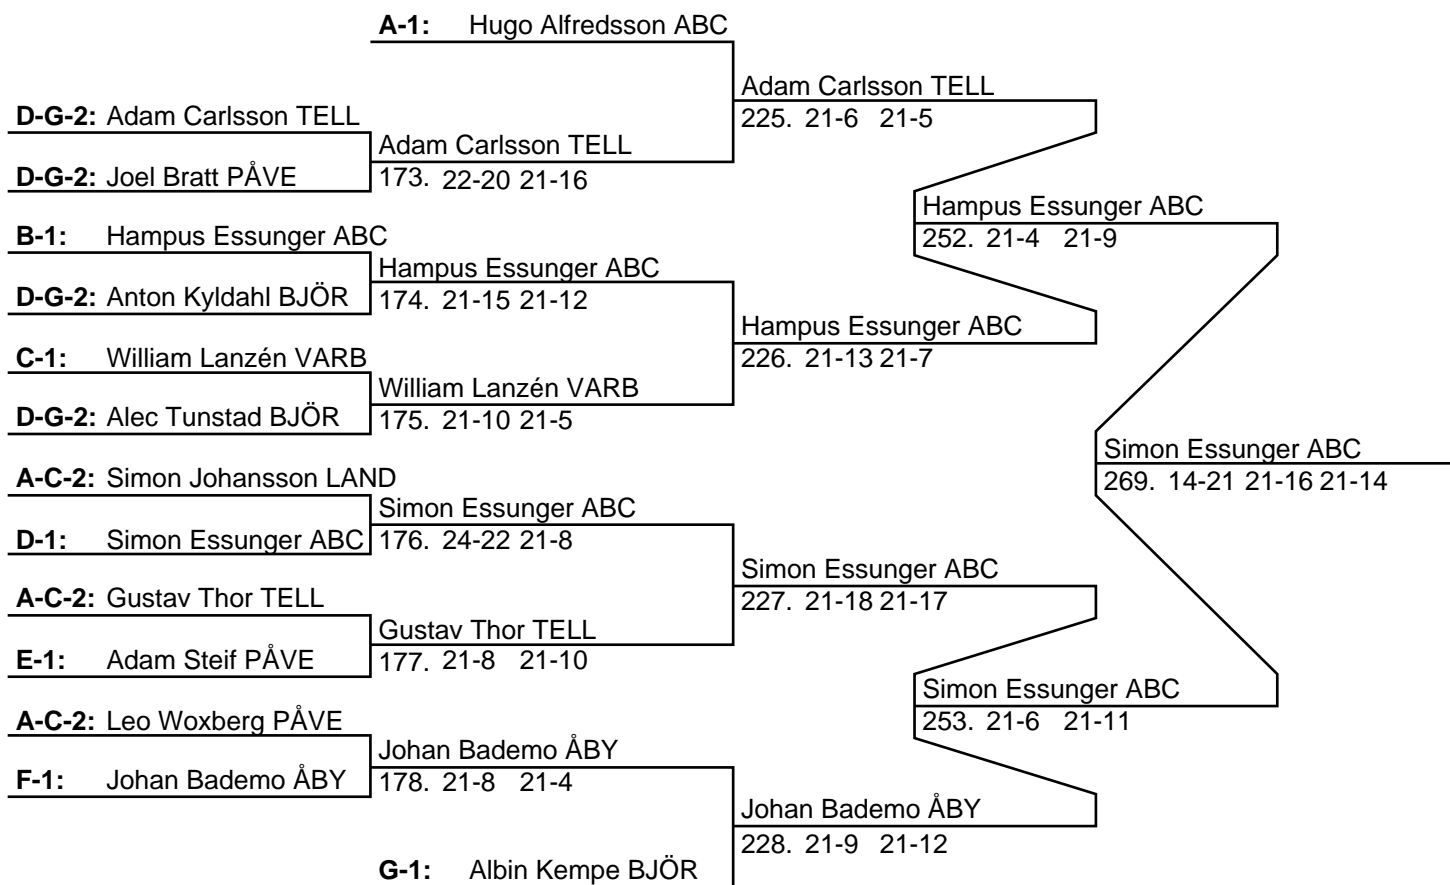 A-1: Hugo Alfredsson ABC
Adam Carlsson TELL
225. 21-6 21-5
D-G-2: Adam Carlsson TELL
Adam Carlsson TELL
173. 22-20 21-16
D-G-2: Joel Bratt PÅVE
Hampus Essunger ABC
252. 21-4 21-9
B-1: Hampus Essunger ABC
Hampus Essunger ABC
174. 21-15 21-12
D-G-2: Anton Kyldahl BJÖR
Hampus Essunger ABC
226. 21-13 21-7
C-1: William Lanzén VARB
William Lanzén VARB
175. 21-10 21-5
D-G-2: Alec Tunstad BJÖR
Simon Essunger ABC
269. 14-21 21-16 21-14
A-C-2: Simon Johansson LAND
Simon Essunger ABC
176. 24-22 21-8
D-1: Simon Essunger ABC
Simon Essunger ABC
227. 21-18 21-17
A-C-2: Gustav Thor TELL
Gustav Thor TELL
177. 21-8 21-10
E-1: Adam Steif PÅVE
Simon Essunger ABC
253. 21-6 21-11
A-C-2: Leo Woxberg PÅVE
Johan Bademo ÅBY
178. 21-8 21-4
F-1: Johan Bademo ÅBY
Johan Bademo ÅBY
228. 21-9 21-12
G-1: Albin Kempe BJÖR